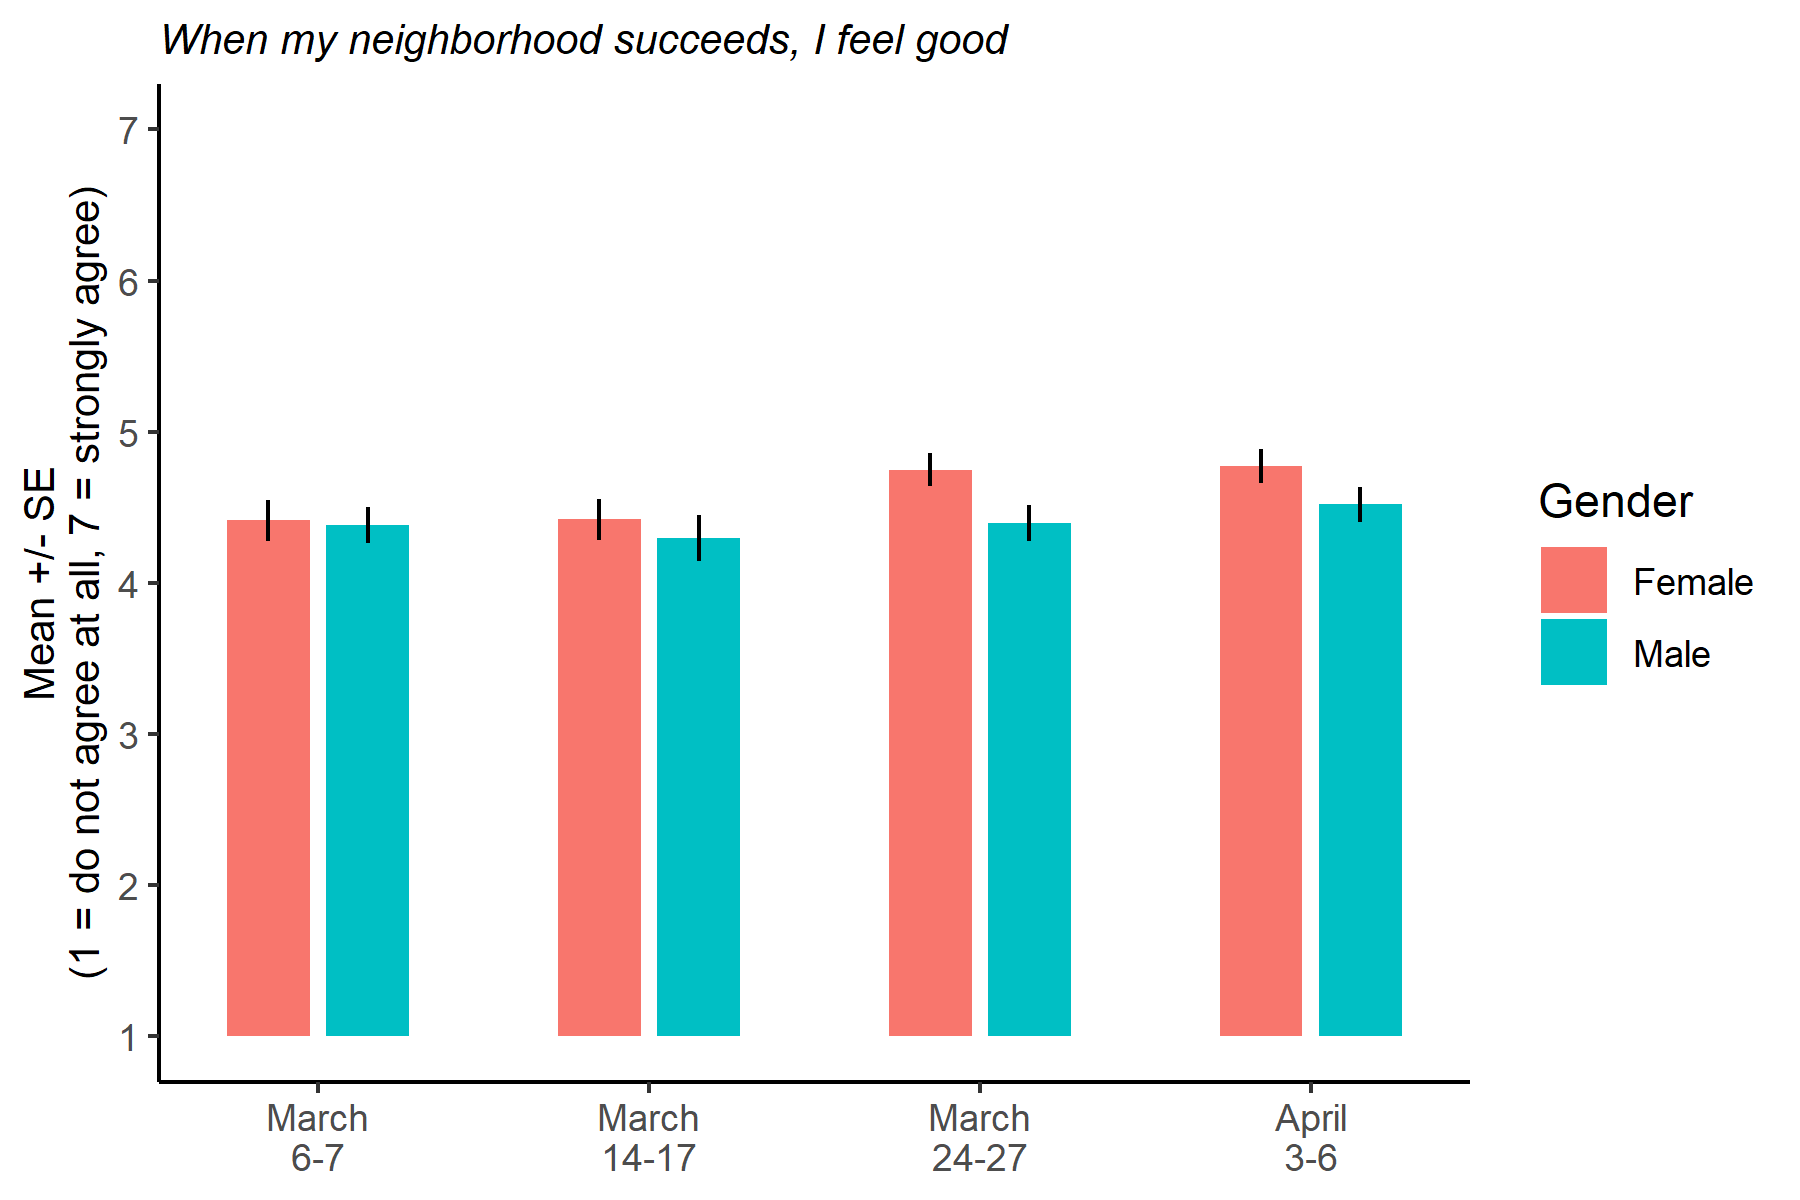 When my neighborhood succeeds, I feel good
Mean +/- SE
(1 = do not agree at all, 7 = strongly agree)
7
6
5
4
3
2
1
March
6-7
March
14-17
March
24-27
April
3-6
Gender
Female
Male